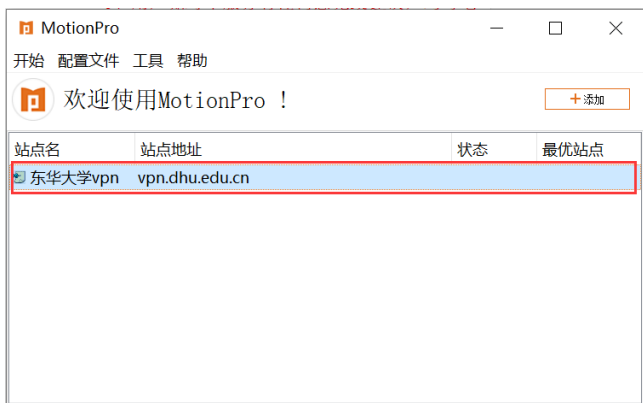 MotionPro
开始 配置文件 工具 帮助
欢迎使用MotionPro !
+添加
站点名 站点地址 状态 最优站点
东华大学vpn vpn.dhu.edu.cn